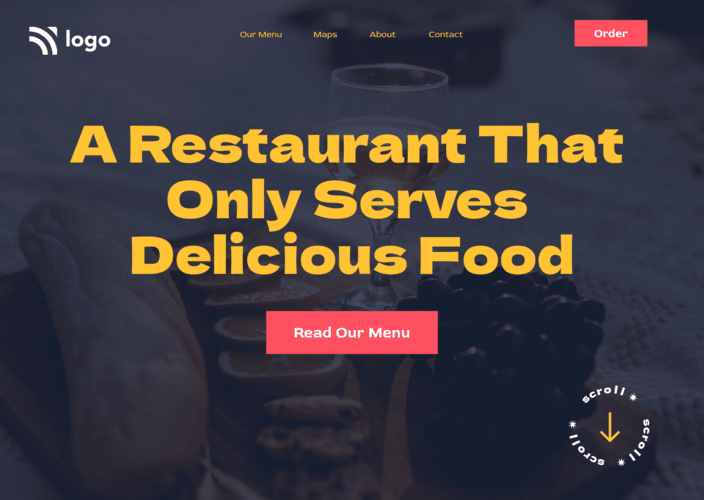 logo
Our Menu
Maps
About
Contact
Order
A Restaurant That
Only Serves
Delicious Food
Read Our Menu
scroll * scroll * scroll *